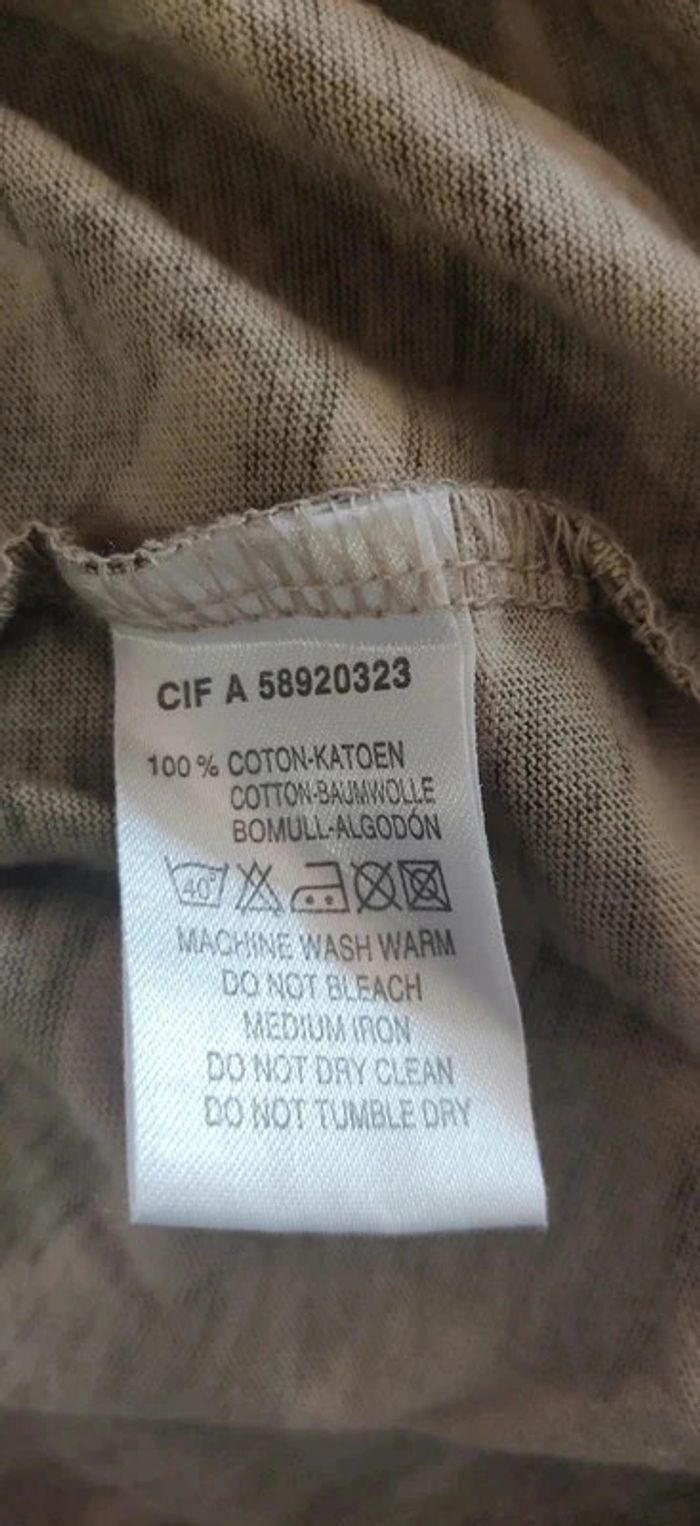 CIF A 58920323
100 % COTON-KATOEN
COTTON-BAUMWOLLE
BOMULL-ALGODÓN
40°
MACHINE WASH WARM
DO NOT BLEACH
MEDIUM IRON
DO NOT DRY CLEAN
DO NOT TUMBLE DRY